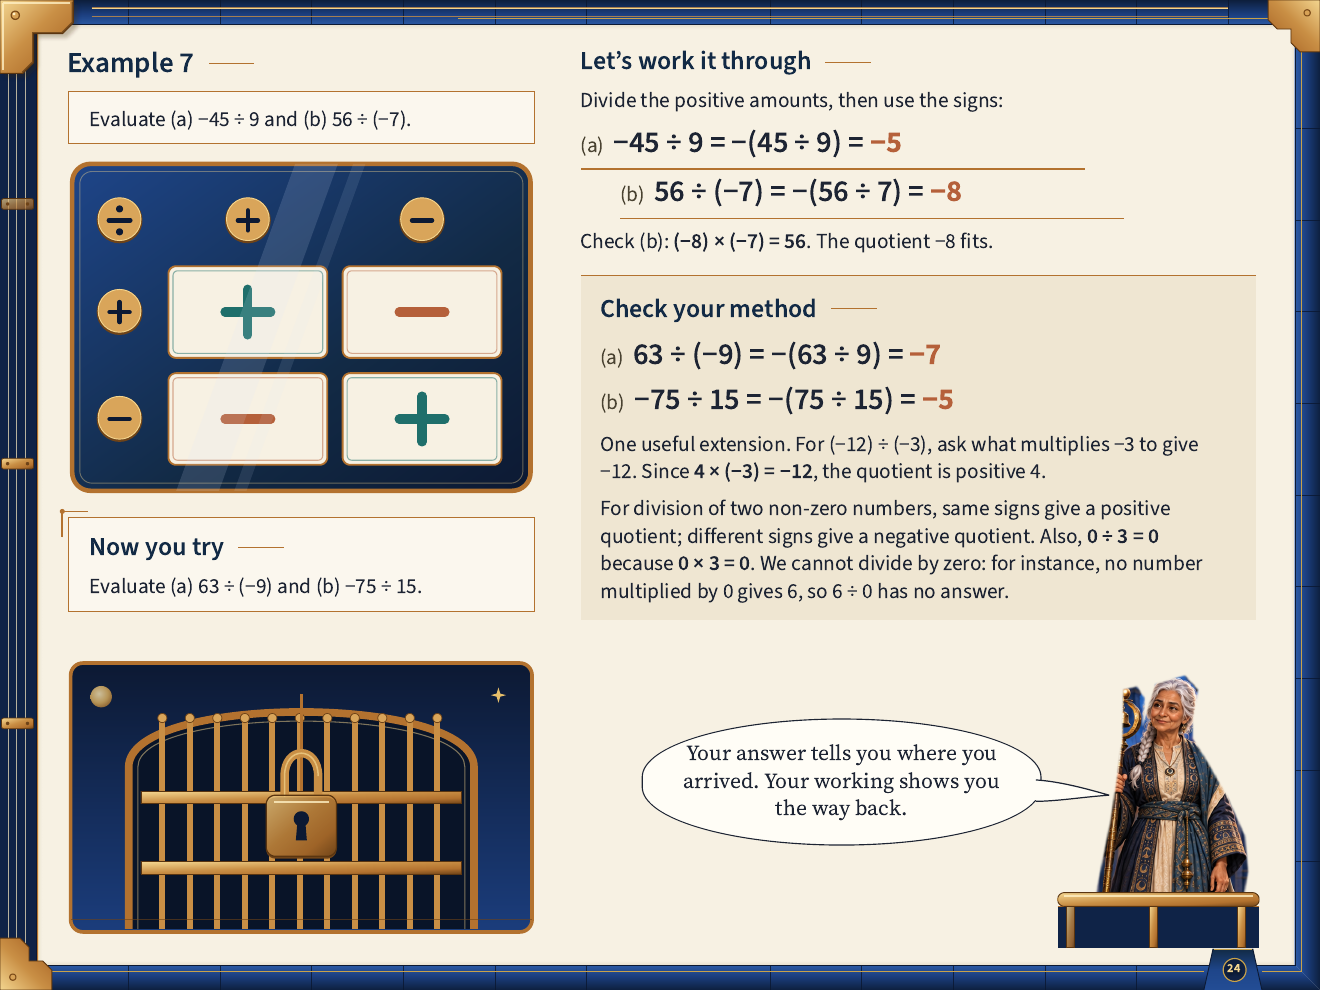 Example 7
Evaluate (a) −45 ÷ 9 and (b) 56 ÷ (−7).
÷ + −
+ + −
− − +
Now you try
Evaluate (a) 63 ÷ (−9) and (b) −75 ÷ 15.
Let’s work it through
Divide the positive amounts, then use the signs:
(a) −45 ÷ 9 = −(45 ÷ 9) = −5
(b) 56 ÷ (−7) = −(56 ÷ 7) = −8
Check (b): (−8) × (−7) = 56. The quotient −8 fits.
Check your method
(a) 63 ÷ (−9) = −(63 ÷ 9) = −7
(b) −75 ÷ 15 = −(75 ÷ 15) = −5
One useful extension. For (−12) ÷ (−3), ask what multiplies −3 to give
−12. Since 4 × (−3) = −12, the quotient is positive 4.
For division of two non-zero numbers, same signs give a positive
quotient; different signs give a negative quotient. Also, 0 ÷ 3 = 0
because 0 × 3 = 0. We cannot divide by zero: for instance, no number
multiplied by 0 gives 6, so 6 ÷ 0 has no answer.
Your answer tells you where you
arrived. Your working shows you
the way back.
24